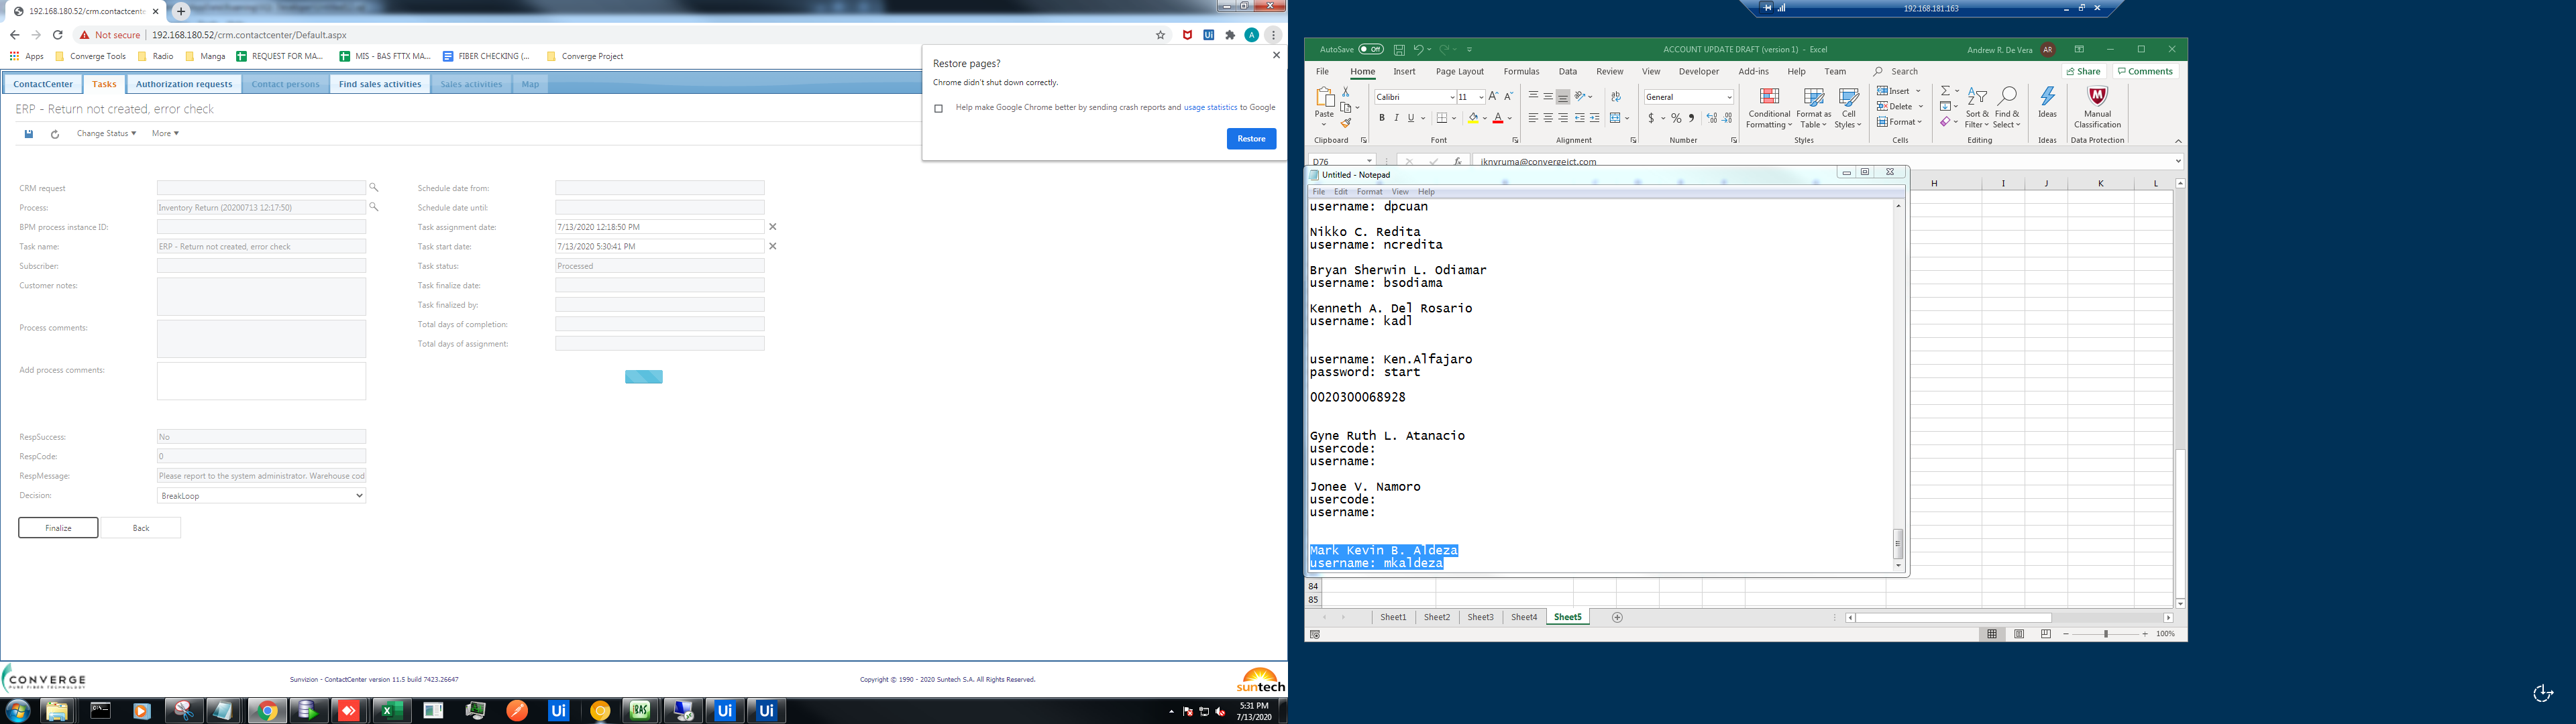 192.168.180.52/crm.contactcente
Not secure
192.168.180.52/crm.contactcenter/Default.aspx
Apps
Converge Tools
Radio
Manga
REQUEST FOR MA...
MIS - BAS FTTX MA...
FIBER CHECKING (...
Converge Project
Restore pages?
Chrome didn't shut down correctly.
Help make Google Chrome better by sending crash reports and usage statistics to Google
Restore
ContactCenter
Tasks
Authorization requests
Contact persons
Find sales activities
Sales activities
Map
ERP - Return not created, error check
Change Status
More
CRM request
Process:
Inventory Return (20200713 12:17:50)
BPM process instance ID:
Task name:
ERP - Return not created, error check
Subscriber:
Customer notes:
Process comments:
Add process comments:
RespSuccess:
No
RespCode:
0
RespMessage:
Please report to the system administrator. Warehouse cod
Decision:
BreakLoop
Finalize
Back
Schedule date from:
Schedule date until:
Task assignment date:
7/13/2020 12:18:50 PM
Task start date:
7/13/2020 5:30:41 PM
Task status:
Processed
Task finalize date:
Task finalized by:
Total days of completion:
Total days of assignment:
CONVERGE
PURE FIBER TECHNOLOGY
Sunvizion - ContactCenter version 11.5 build 7423.26647
Copyright © 1990 - 2020 Suntech S.A. All Rights Reserved.
suntech
5:31 PM
7/13/2020
192.168.181.163
AutoSave
Off
ACCOUNT UPDATE DRAFT (version 1) - Excel
Andrew R. De Vera
AR
File
Home
Insert
Page Layout
Formulas
Data
Review
View
Developer
Add-ins
Help
Team
Search
Share
Comments
Paste
Clipboard
Calibri
11
Font
Alignment
General
Number
Conditional Formatting
Format as Table
Cell Styles
Styles
Insert
Delete
Format
Cells
Sort & Filter
Find & Select
Editing
Ideas
Ideas
Manual Classification
Data Protection
D76
jknyruma@convergeict.com
H
I
J
K
L
Untitled - Notepad
File
Edit
Format
View
Help
username: dpcuan
Nikko C. Redita
username: ncredita
Bryan Sherwin L. Odiamar
username: bsodiama
Kenneth A. Del Rosario
username: kadl
username: Ken.Alfajaro
password: start
0020300068928
Gyne Ruth L. Atanacio
usercode:
username:
Jonee V. Namoro
usercode:
username:
Mark Kevin B. Aldeza
username: mkaldeza
84
85
Sheet1
Sheet2
Sheet3
Sheet4
Sheet5
100%